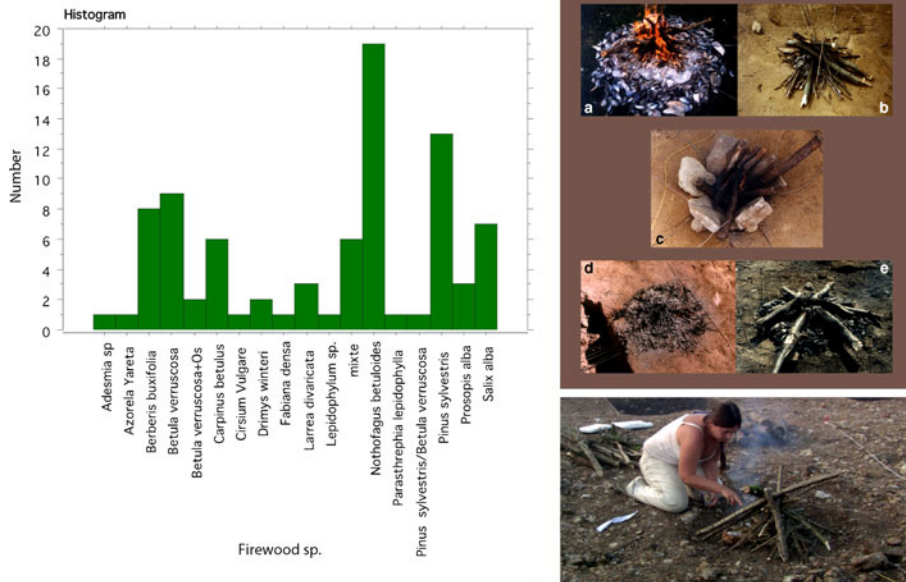 Histogram
20
18
16
14
12
10
8
6
4
2
0
Number
Adesmia sp
Azorela Yareta
Berberis buxifolia
Betula verruscosa
Betula verruscosa+Os
Carpinus betulus
Cirsium Vulgare
Drimys winteri
Fabiana densa
Larrea divaricata
Lepidophylum sp.
mixte
Nothofagus betuloides
Parasthrephia lepidophylla
Pinus sylvestris/Betula verruscosa
Pinus sylvestris
Prosopis alba
Salix alba
Firewood sp.
a
b
c
d
e